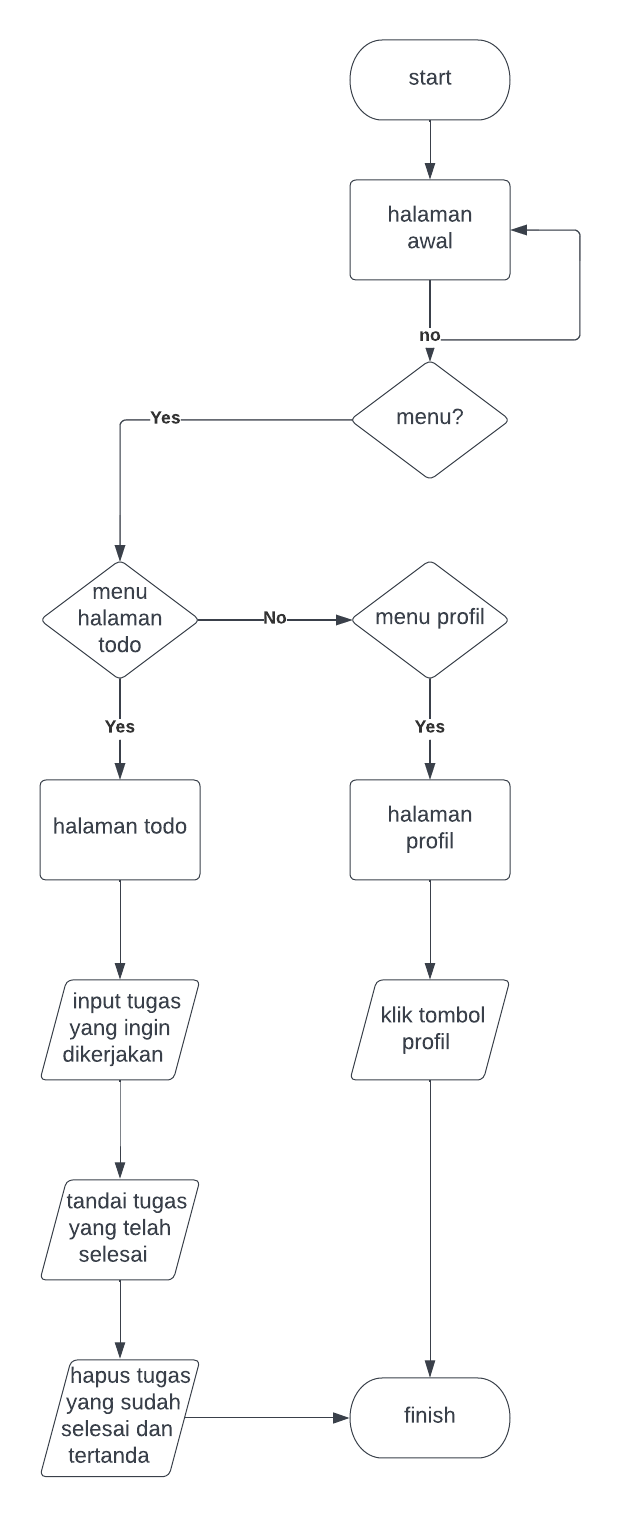 start
halaman
awal
no
menu?
Yes
menu
halaman
todo
No
menu profil
Yes
Yes
halaman todo
halaman
profil
input tugas
yang ingin
dikerjakan
klik tombol
profil
tandai tugas
yang telah
selesai
hapus tugas
yang sudah
selesai dan
tertanda
finish